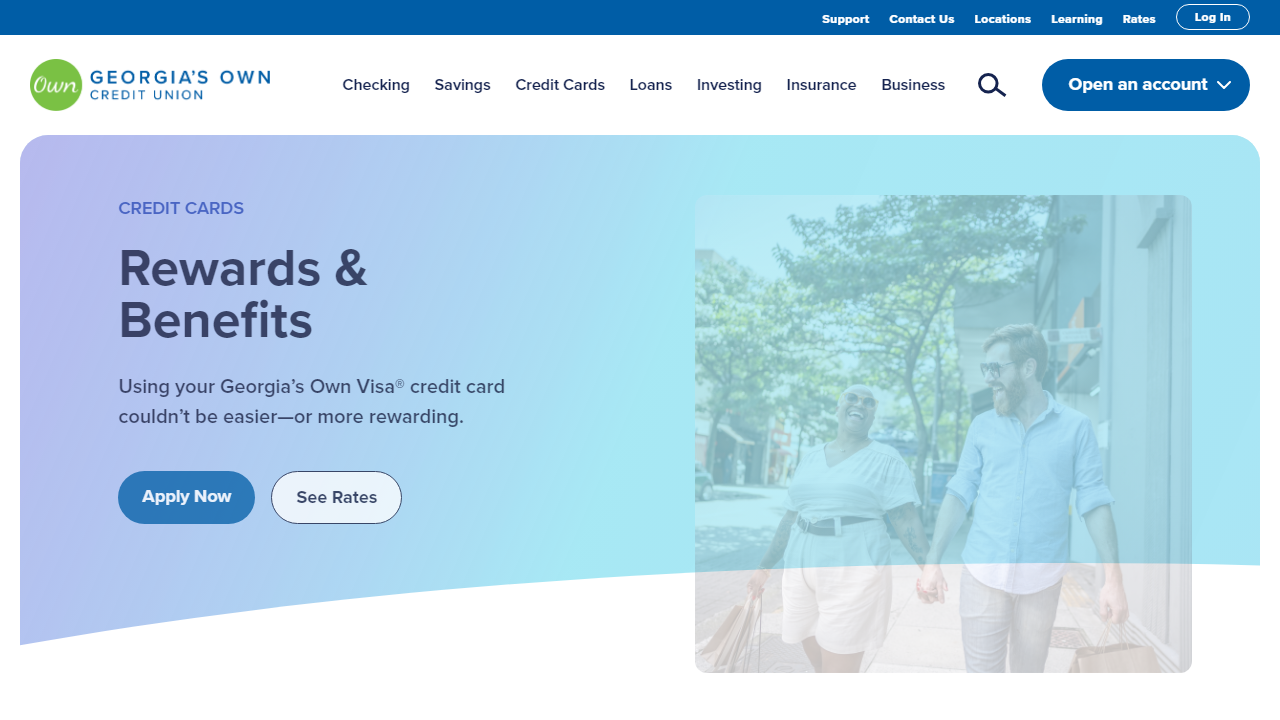 Support Contact Us Locations Learning Rates Log In
Own GEORGIA'S OWN
CREDIT UNION
Checking Savings Credit Cards Loans Investing Insurance Business Open an account
CREDIT CARDS
Rewards &
Benefits
Using your Georgia’s Own Visa® credit card
couldn’t be easier—or more rewarding.
Apply Now See Rates